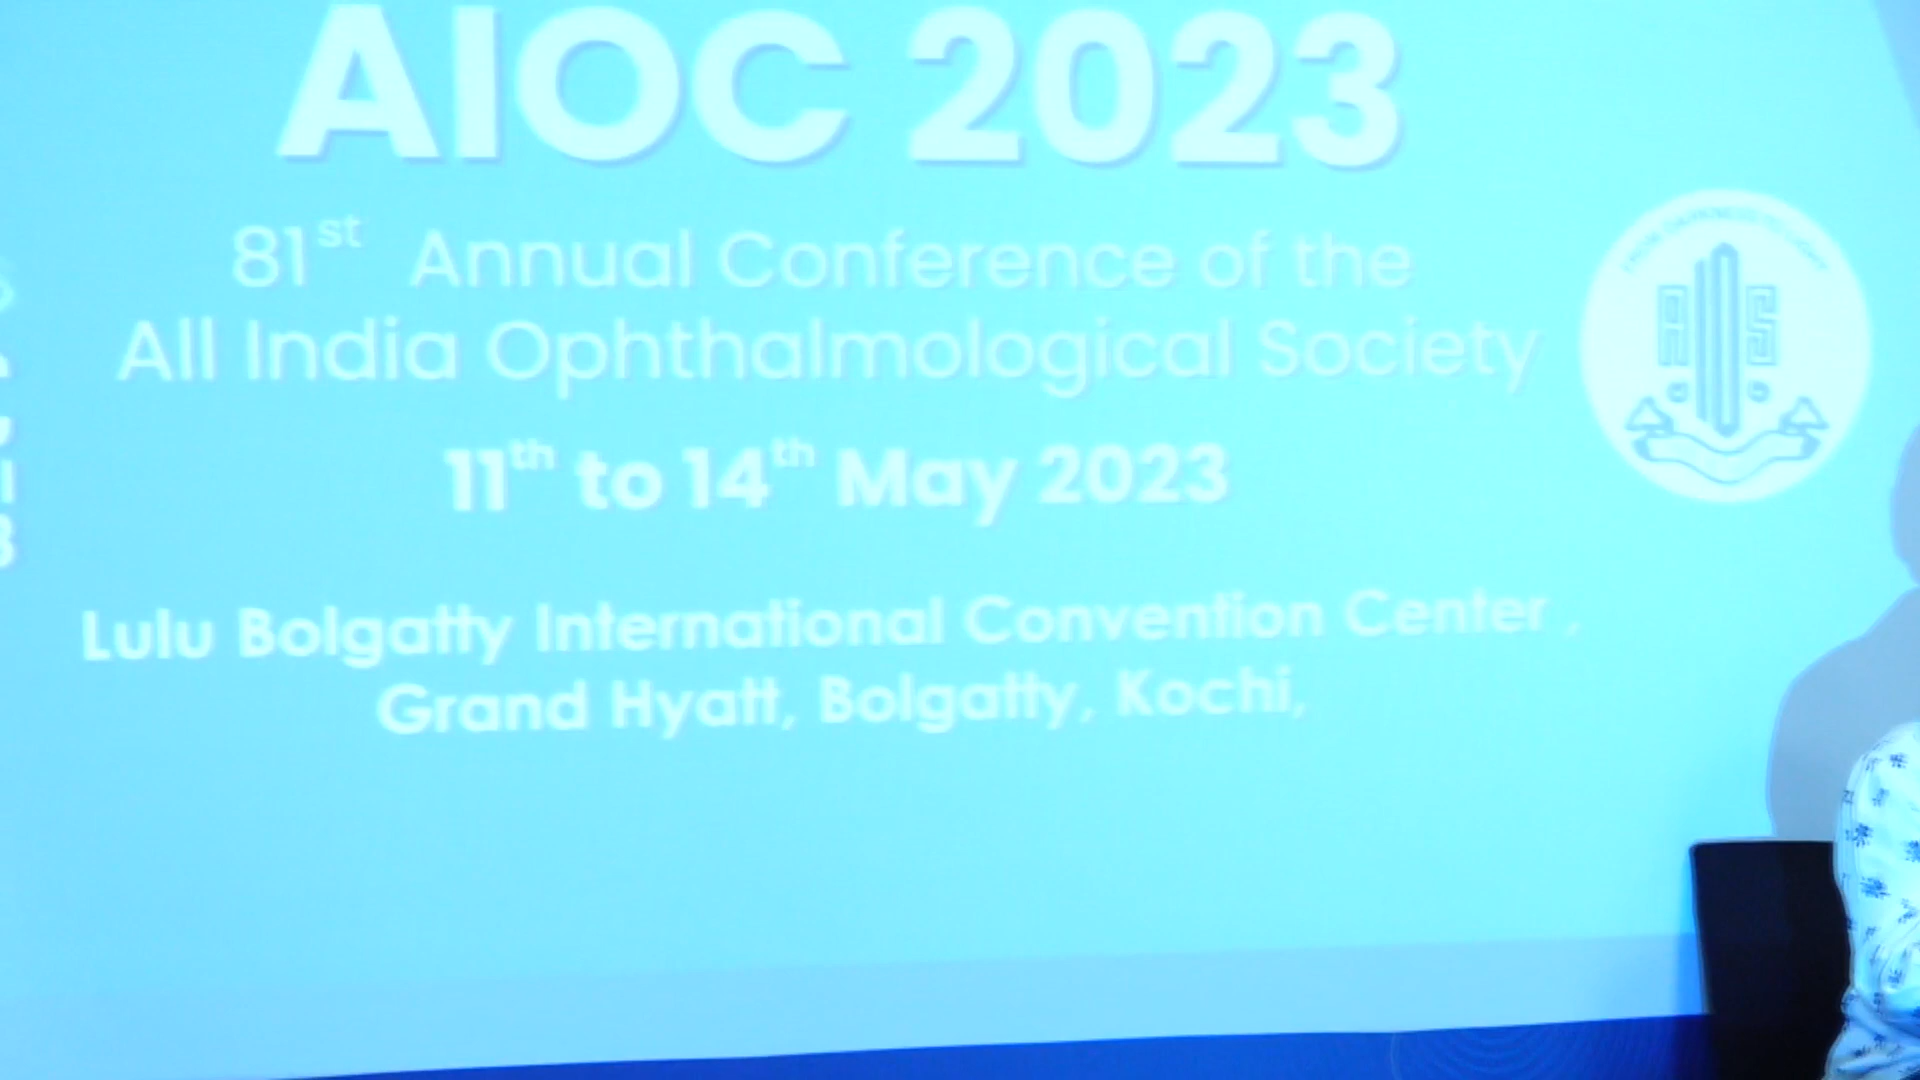 AIOC 2023
81st Annual Conference of the
All India Ophthalmological Society
11th to 14th May 2023
Lulu Bolgatty International Convention Center ,
Grand Hyatt, Bolgatty, Kochi,